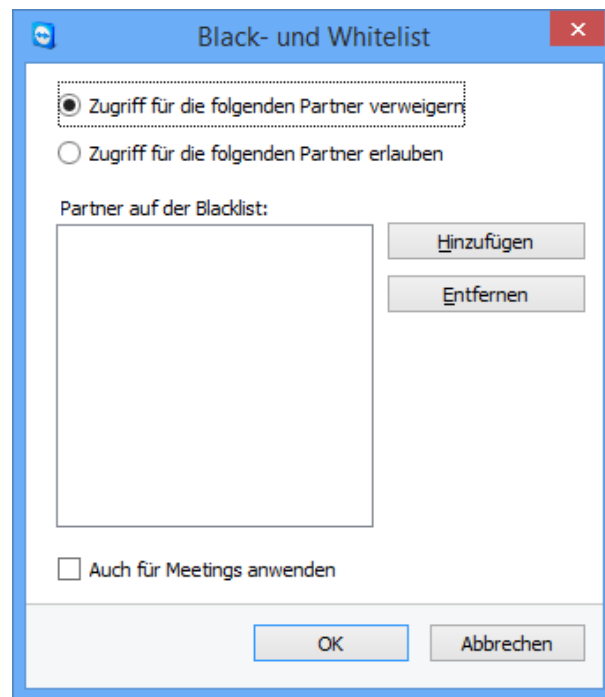 Black- und Whitelist
Zugriff für die folgenden Partner verweigern
Zugriff für die folgenden Partner erlauben
Partner auf der Blacklist:
Hinzufügen
Entfernen
Auch für Meetings anwenden
OK
Abbrechen